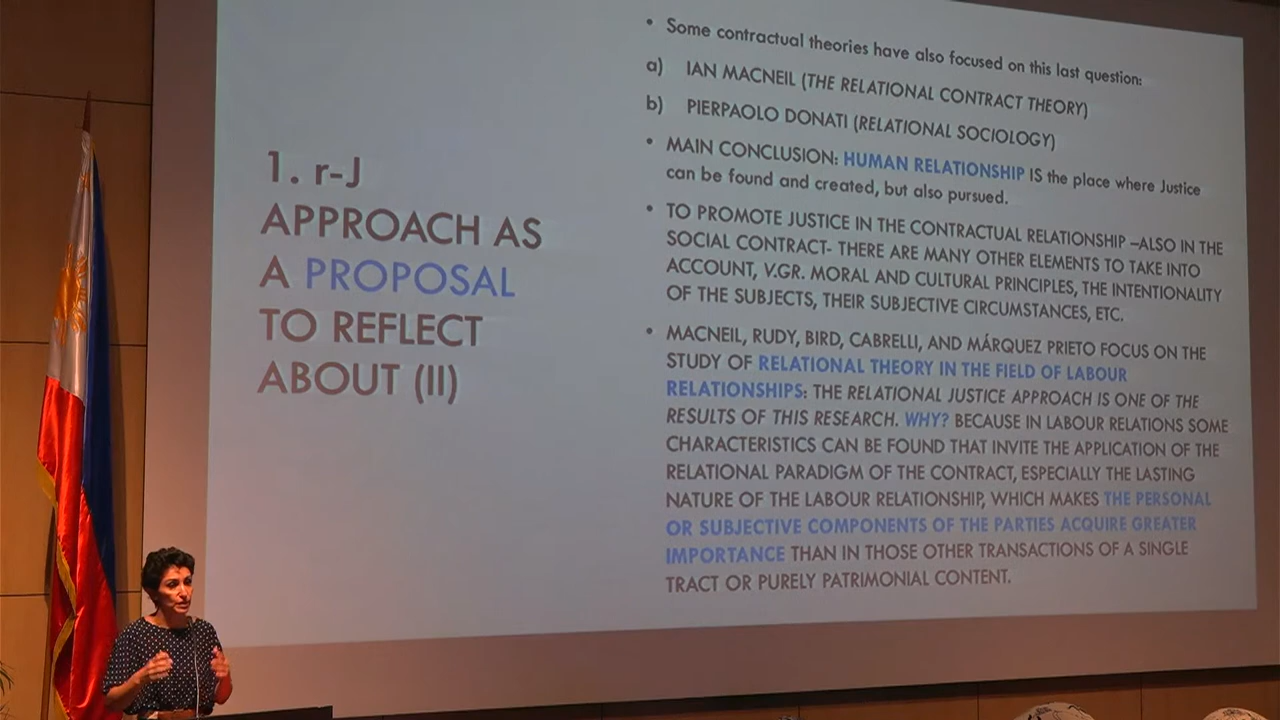 1. r-J
APPROACH AS
A PROPOSAL
TO REFLECT
ABOUT (II)
• Some contractual theories have also focused on this last question:
a) IAN MACNEIL (THE RELATIONAL CONTRACT THEORY)
b) PIERPAOLO DONATI (RELATIONAL SOCIOLOGY)
• MAIN CONCLUSION: HUMAN RELATIONSHIP IS the place where Justice
can be found and created, but also pursued.
• TO PROMOTE JUSTICE IN THE CONTRACTUAL RELATIONSHIP –ALSO IN THE
SOCIAL CONTRACT- THERE ARE MANY OTHER ELEMENTS TO TAKE INTO
ACCOUNT, V.GR. MORAL AND CULTURAL PRINCIPLES, THE INTENTIONALITY
OF THE SUBJECTS, THEIR SUBJECTIVE CIRCUMSTANCES, ETC.
• MACNEIL, RUDY, BIRD, CABRELLI, AND MÁRQUEZ PRIETO FOCUS ON THE
STUDY OF RELATIONAL THEORY IN THE FIELD OF LABOUR
RELATIONSHIPS: THE RELATIONAL JUSTICE APPROACH IS ONE OF THE
RESULTS OF THIS RESEARCH. WHY? BECAUSE IN LABOUR RELATIONS SOME
CHARACTERISTICS CAN BE FOUND THAT INVITE THE APPLICATION OF THE
RELATIONAL PARADIGM OF THE CONTRACT, ESPECIALLY THE LASTING
NATURE OF THE LABOUR RELATIONSHIP, WHICH MAKES THE PERSONAL
OR SUBJECTIVE COMPONENTS OF THE PARTIES ACQUIRE GREATER
IMPORTANCE THAN IN THOSE OTHER TRANSACTIONS OF A SINGLE
TRACT OR PURELY PATRIMONIAL CONTENT.